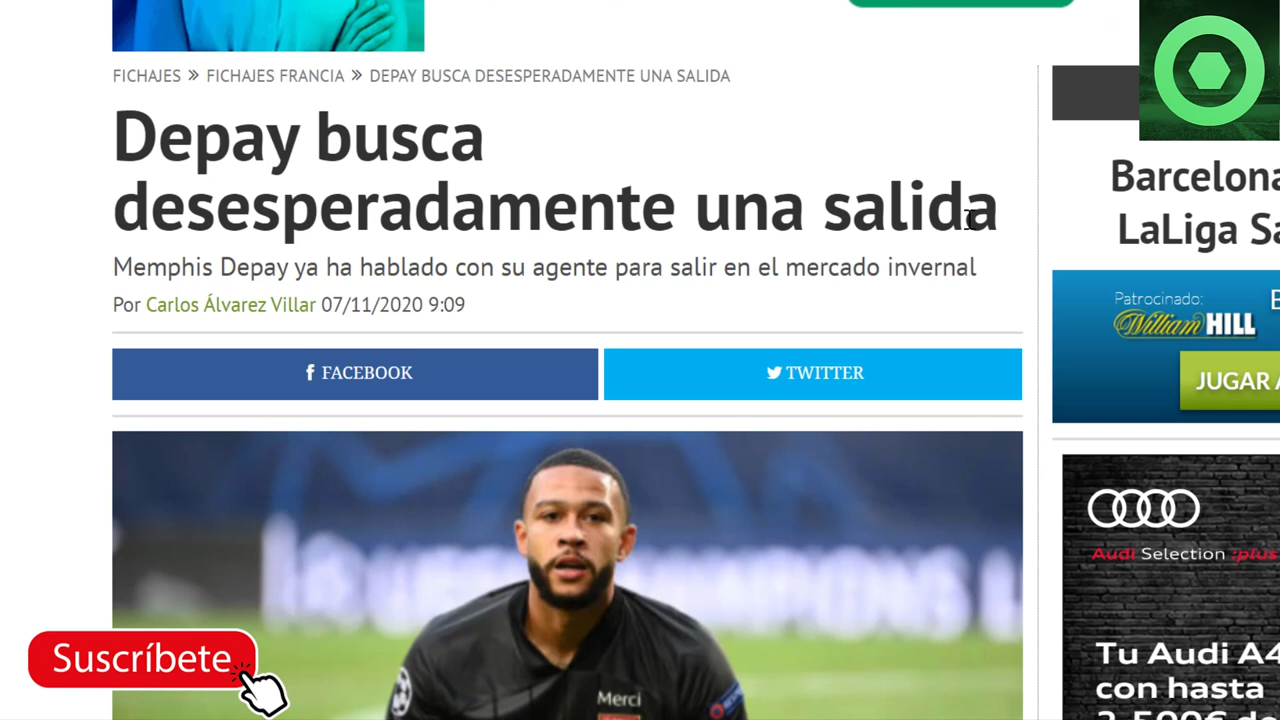 FICHAJES » FICHAJES FRANCIA » DEPAY BUSCA DESESPERADAMENTE UNA SALIDA
Depay busca
desesperadamente una salida
Memphis Depay ya ha hablado con su agente para salir en el mercado invernal
Por Carlos Álvarez Villar 07/11/2020 9:09
FACEBOOK
TWITTER
Merci
Suscríbete
Barcelona
LaLiga Sa
Patrocinado:
William HILL
JUGAR A
Audi Selection :plus
Tu Audi A4
con hasta